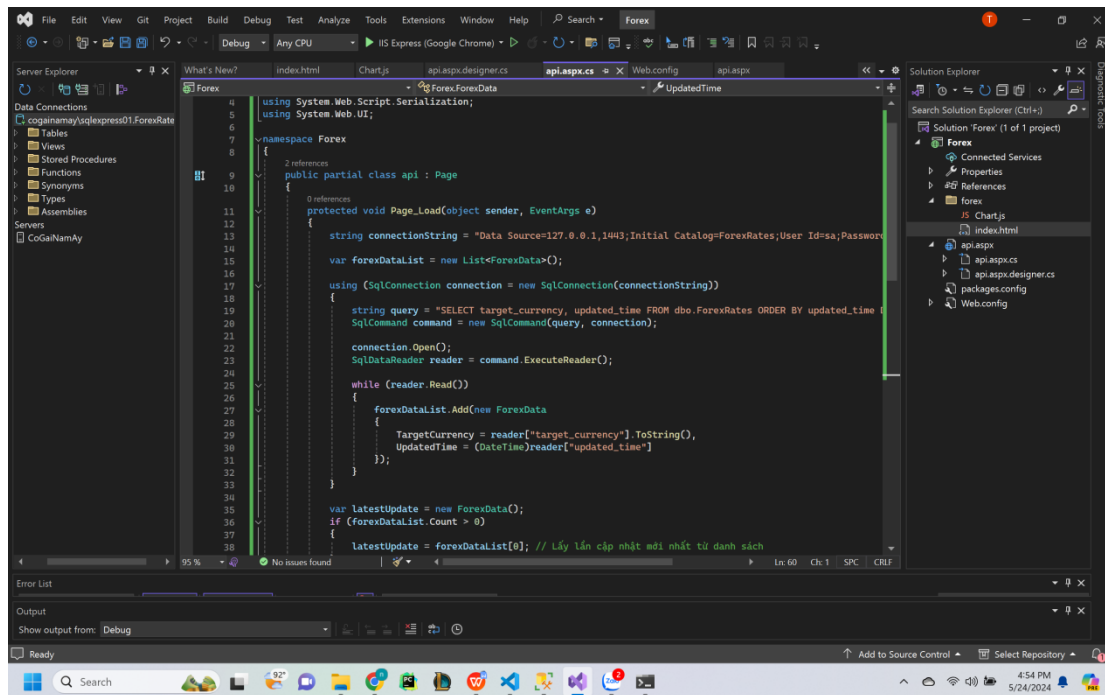 File Edit View Git Project Build Debug Test Analyze Tools Extensions Window Help Search Forex
Debug Any CPU IIS Express (Google Chrome)
Server Explorer
Data Connections
cogainamay\sqlexpress01.ForexRate
Tables
Views
Stored Procedures
Functions
Synonyms
Types
Assemblies
Servers
CoGaiNamAy
What's New? index.html Chart.js api.aspx.designer.cs api.aspx.cs Web.config api.aspx
Forex Forex.ForexData UpdatedTime
4 using System.Web.Script.Serialization;
5 using System.Web.UI;
6
7 namespace Forex
8 {
2 references
9 public partial class api : Page
10 {
0 references
11 protected void Page_Load(object sender, EventArgs e)
12 {
13 string connectionString = "Data Source=127.0.0.1,1443;Initial Catalog=ForexRates;User Id=sa;Password
14
15 var forexDataList = new List<ForexData>();
16
17 using (SqlConnection connection = new SqlConnection(connectionString))
18 {
19 string query = "SELECT target_currency, updated_time FROM dbo.ForexRates ORDER BY updated_time
20 SqlCommand command = new SqlCommand(query, connection);
21
22 connection.Open();
23 SqlDataReader reader = command.ExecuteReader();
24
25 while (reader.Read())
26 {
27 forexDataList.Add(new ForexData
28 {
29 TargetCurrency = reader["target_currency"].ToString(),
30 UpdatedTime = (DateTime)reader["updated_time"]
31 });
32 }
33 }
34
35 var latestUpdate = new ForexData();
36 if (forexDataList.Count > 0)
37 {
38 latestUpdate = forexDataList[0]; // Lấy lần cập nhật mới nhất từ danh sách
95 % No issues found Ln: 60 Ch: 1 SPC CRLF
Solution Explorer
Search Solution Explorer (Ctrl+;)
Solution 'Forex' (1 of 1 project)
Forex
Connected Services
Properties
References
forex
JS Chart.js
index.html
api.aspx
api.aspx.cs
api.aspx.designer.cs
packages.config
Web.config
Diagnostic Tools
Error List
Output
Show output from: Debug
Ready Add to Source Control Select Repository
Search 92° 4:54 PM
5/24/2024